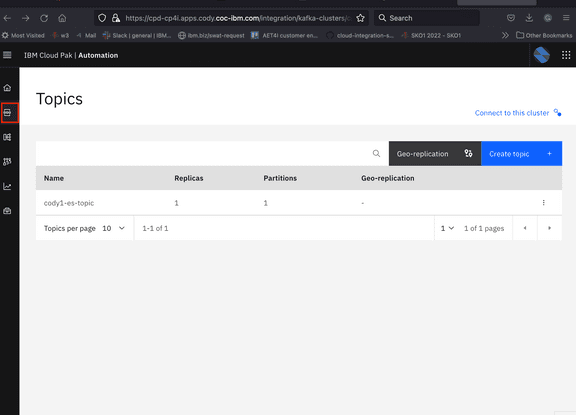 https://cpd-cp4i.apps.cody.coc-ibm.com/integration/kafka-clusters/
Search
Most Visited
w3
Mail
Slack | general | IBM...
ibm.biz/swat-request
AET4i customer en...
cloud-integration-s...
SKO1 2022 - SKO1
Other Bookmarks
IBM Cloud Pak | Automation
Topics
Connect to this cluster
Geo-replication
Create topic +
Name Replicas Partitions Geo-replication
cody1-es-topic 1 1 -
Topics per page 10 1-1 of 1 1 1 of 1 pages